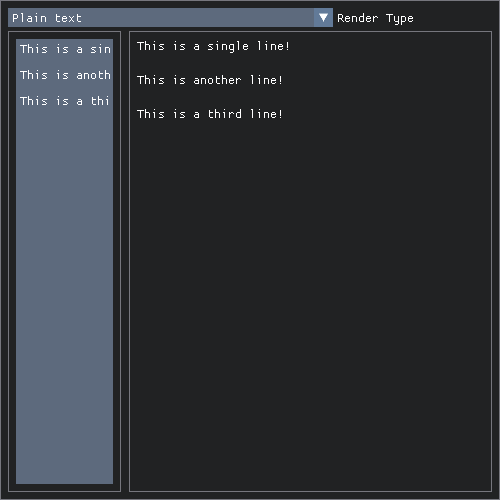 Plain text
Render Type
This is a sin
This is anoth
This is a thi
This is a single line!
This is another line!
This is a third line!